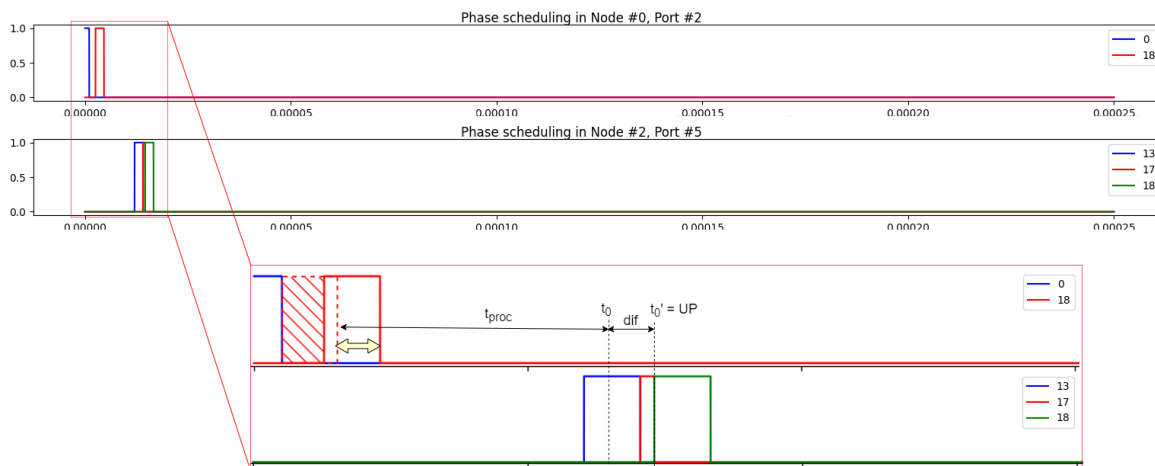 Phase scheduling in Node #0, Port #2
1.0
0.5
0.0
0
18
0.00000 0.00005 0.00010 0.00015 0.00020 0.00025
Phase scheduling in Node #2, Port #5
1.0
0.5
0.0
13
17
18
0.00000 0.00005 0.00010 0.00015 0.00020 0.00025
0
18
tproc
t0
t0' = UP
dif
13
17
18